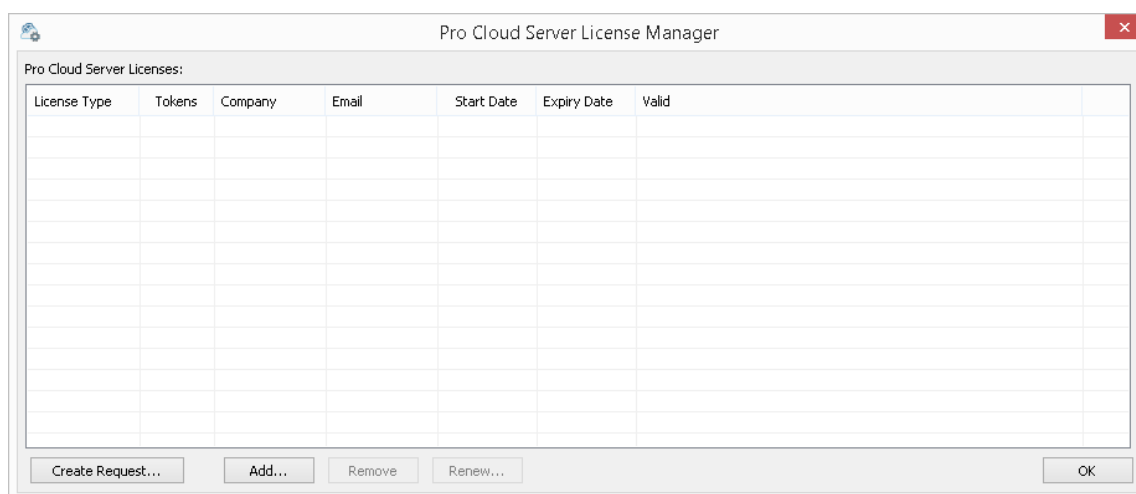 Pro Cloud Server License Manager
Pro Cloud Server Licenses:
License Type Tokens Company Email Start Date Expiry Date Valid
Create Request... Add... Remove Renew... OK